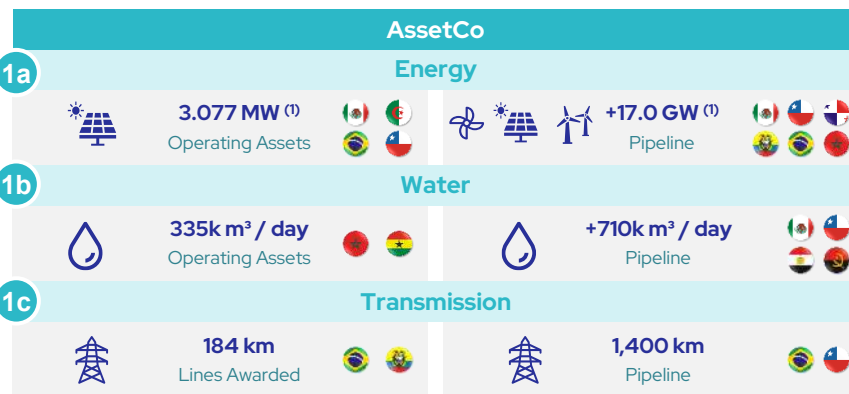 AssetCo
1a
Energy
3.077 MW (1)
Operating Assets
+17.0 GW (1)
Pipeline
1b
Water
335k m³ / day
Operating Assets
+710k m³ / day
Pipeline
1c
Transmission
184 km
Lines Awarded
1,400 km
Pipeline